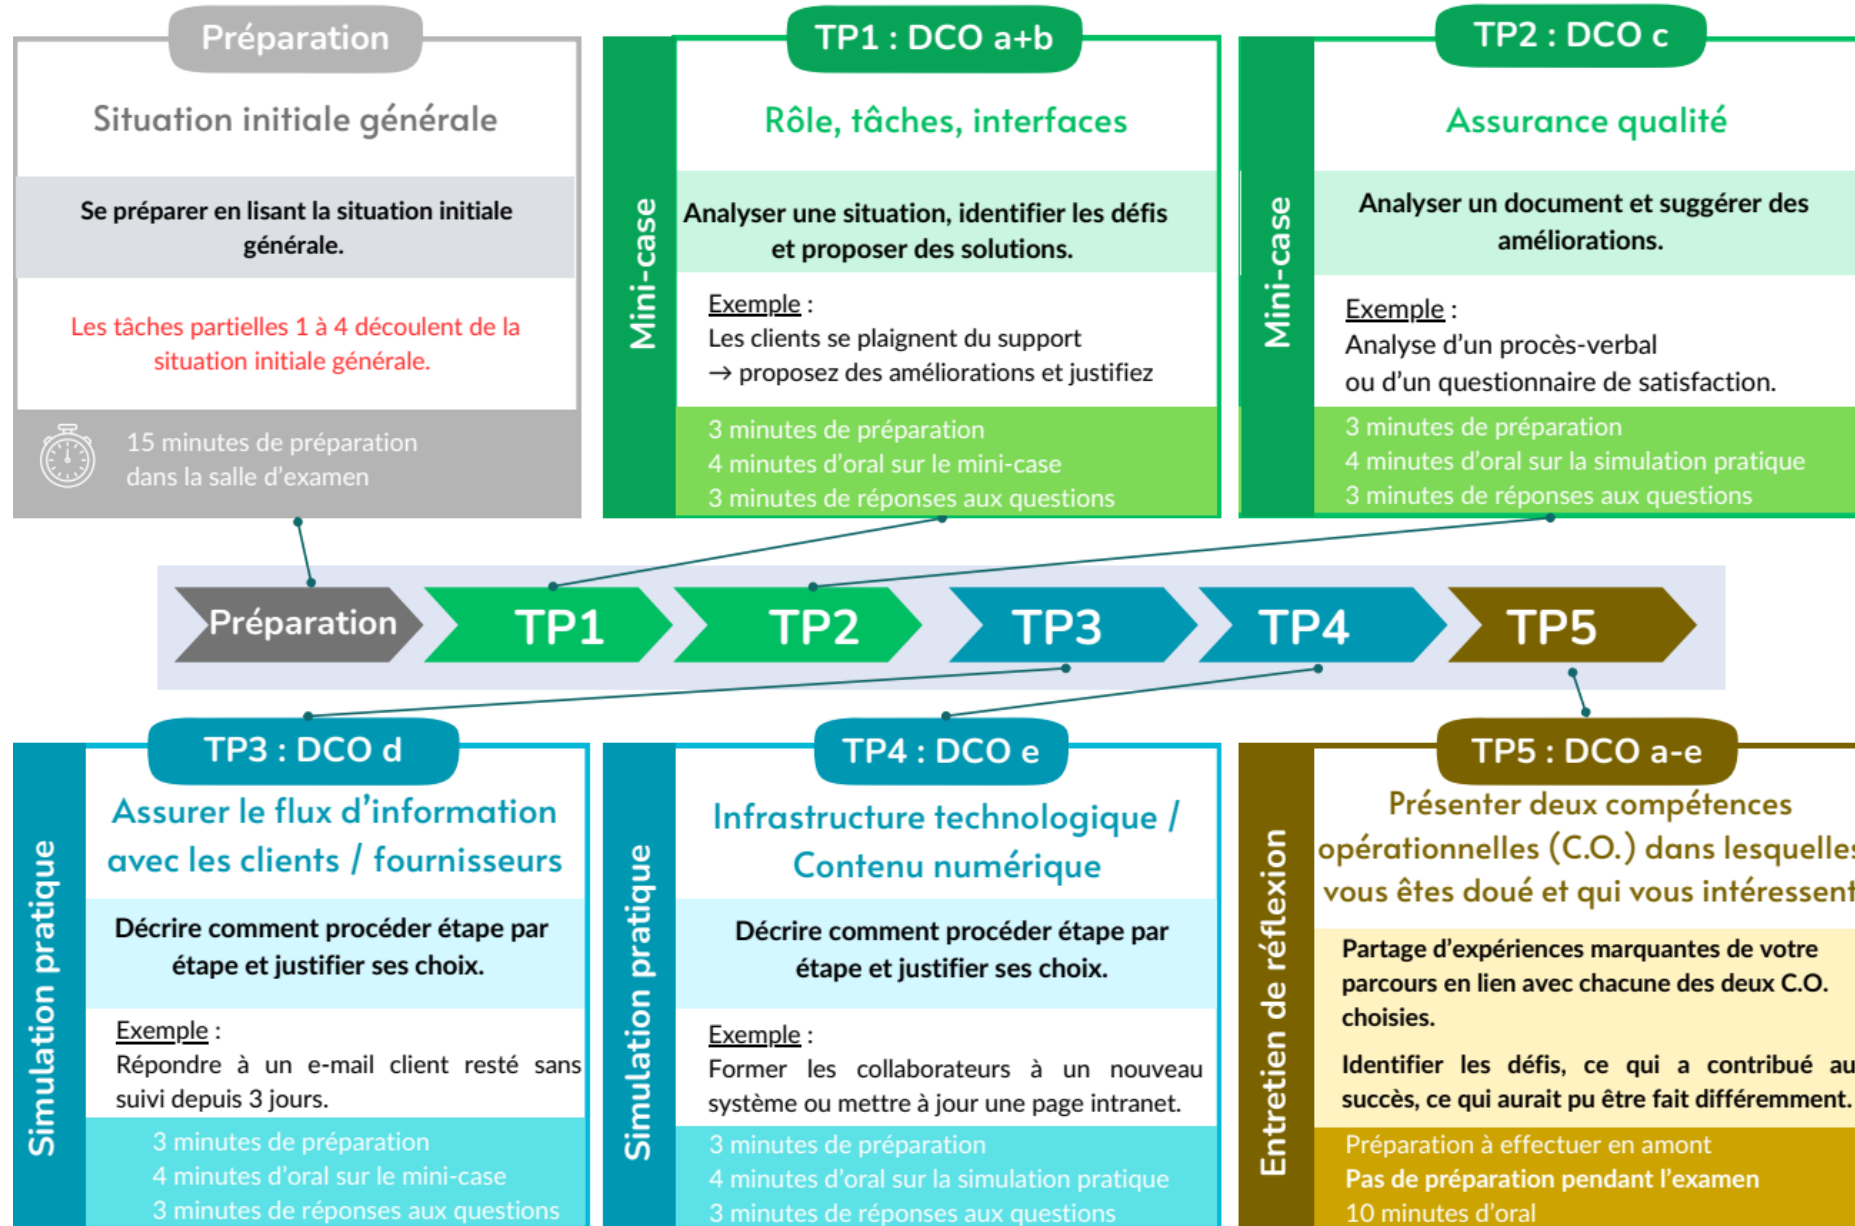 Préparation
Situation initiale générale
Se préparer en lisant la situation initiale
générale.
Les tâches partielles 1 à 4 découlent de la
situation initiale générale.
15 minutes de préparation
dans la salle d'examen
TP1 : DCO a+b
Mini-case
Rôle, tâches, interfaces
Analyser une situation, identifier les défis
et proposer des solutions.
Exemple :
Les clients se plaignent du support
→ proposez des améliorations et justifiez
3 minutes de préparation
4 minutes d'oral sur le mini-case
3 minutes de réponses aux questions
TP2 : DCO c
Mini-case
Assurance qualité
Analyser un document et suggérer des
améliorations.
Exemple :
Analyse d'un procès-verbal
ou d'un questionnaire de satisfaction.
3 minutes de préparation
4 minutes d'oral sur la simulation pratique
3 minutes de réponses aux questions
Préparation
TP1
TP2
TP3
TP4
TP5
TP3 : DCO d
Simulation pratique
Assurer le flux d'information
avec les clients / fournisseurs
Décrire comment procéder étape par
étape et justifier ses choix.
Exemple :
Répondre à un e-mail client resté sans
suivi depuis 3 jours.
3 minutes de préparation
4 minutes d'oral sur le mini-case
3 minutes de réponses aux questions
TP4 : DCO e
Simulation pratique
Infrastructure technologique /
Contenu numérique
Décrire comment procéder étape par
étape et justifier ses choix.
Exemple :
Former les collaborateurs à un nouveau
système ou mettre à jour une page intranet.
3 minutes de préparation
4 minutes d'oral sur la simulation pratique
3 minutes de réponses aux questions
TP5 : DCO a-e
Entretien de réflexion
Présenter deux compétences
opérationnelles (C.O.) dans lesquelles
vous êtes doué et qui vous intéressent
Partage d'expériences marquantes de votre
parcours en lien avec chacune des deux C.O.
choisies.
Identifier les défis, ce qui a contribué au
succès, ce qui aurait pu être fait différemment.
Préparation à effectuer en amont
Pas de préparation pendant l'examen
10 minutes d'oral